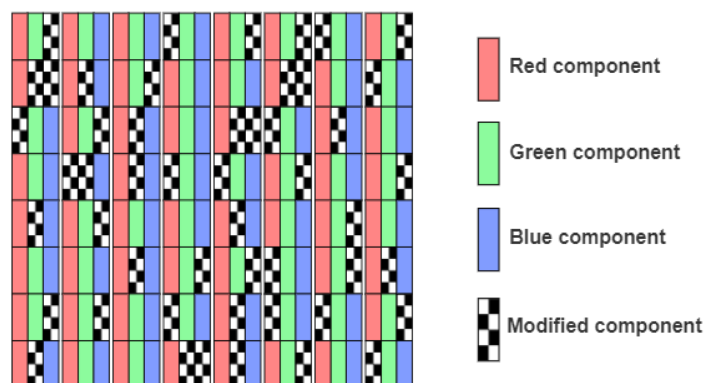 Red component
Green component
Blue component
Modified component